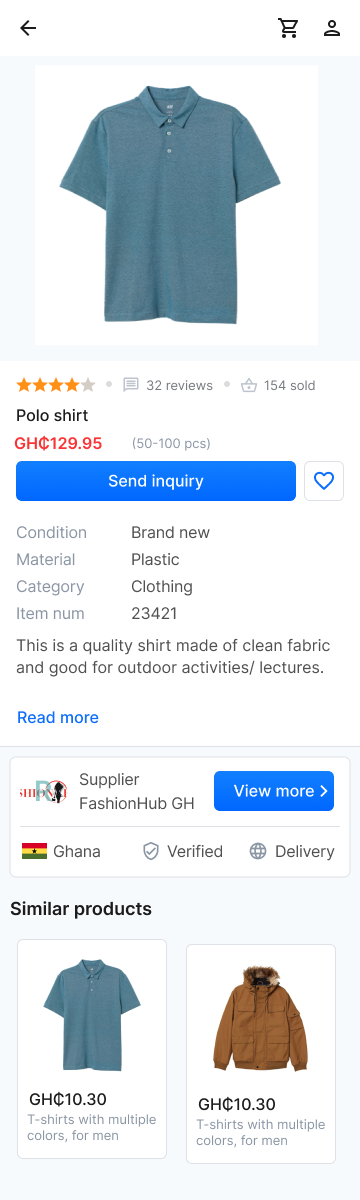 32 reviews
154 sold
Polo shirt
GH₵129.95 (50-100 pcs)
Send inquiry
Condition Brand new
Material Plastic
Category Clothing
Item num 23421
This is a quality shirt made of clean fabric
and good for outdoor activities/ lectures.
Read more
Supplier
FashionHub GH
View more
Ghana
Verified
Delivery
Similar products
GH₵10.30
T-shirts with multiple
colors, for men
GH₵10.30
T-shirts with multiple
colors, for men